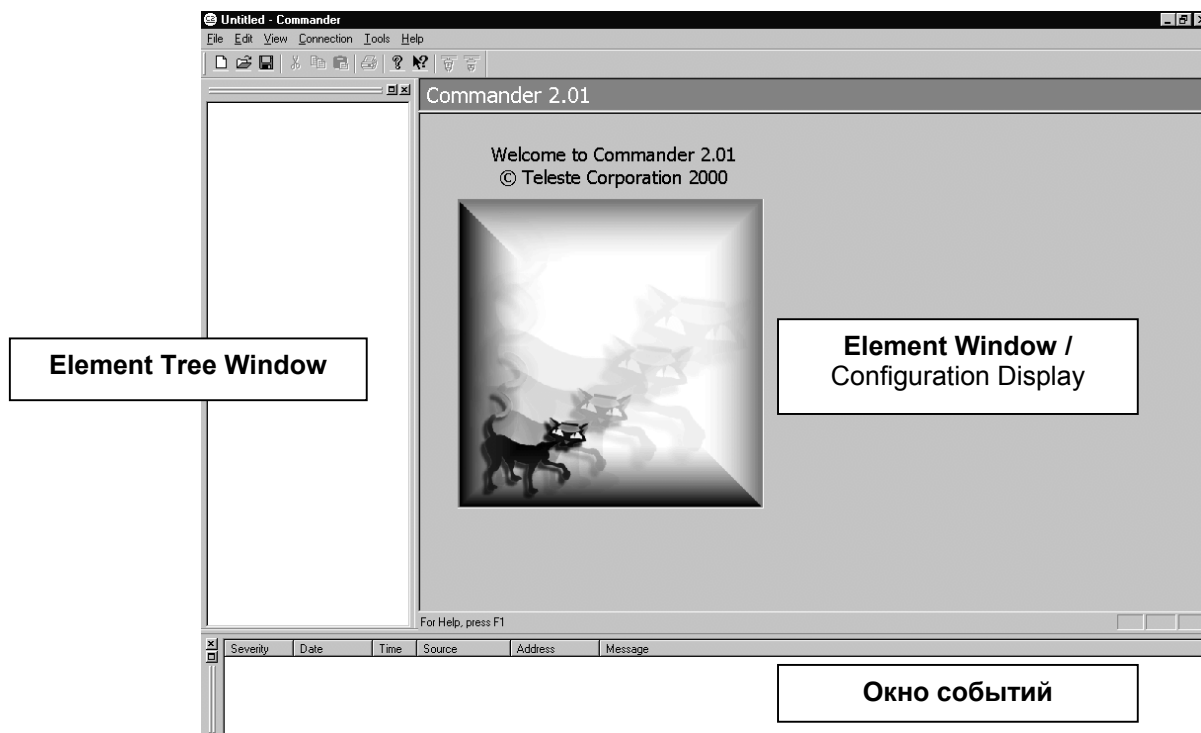 Untitled - Commander
File Edit View Connection Tools Help
Commander 2.01
Welcome to Commander 2.01
© Teleste Corporation 2000
Element Tree Window
Element Window /
Configuration Display
For Help, press F1
Severity Date Time Source Address Message
Окно событий